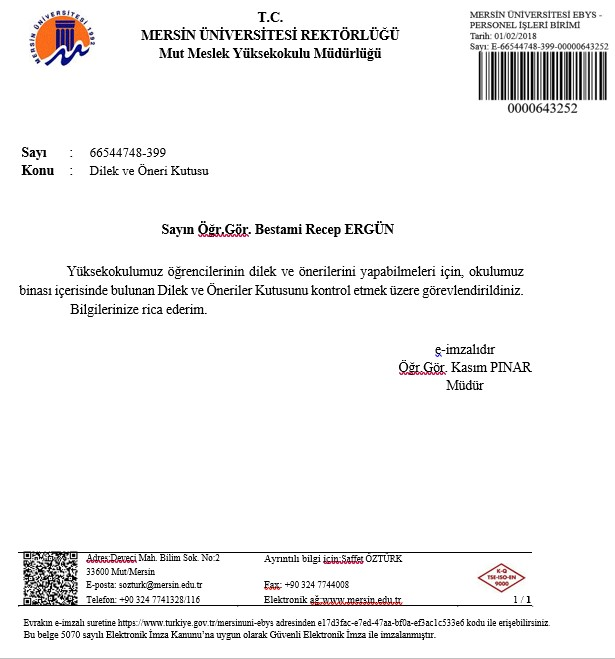 T.C.
MERSİN ÜNİVERSİTESİ REKTÖRLÜĞÜ
Mut Meslek Yüksekokulu Müdürlüğü
MERSİN ÜNİVERSİTESİ 1992
MERSİN ÜNİVERSİTESİ EBYS -
PERSONEL İŞLERİ BİRİMİ
Tarih: 01/02/2018
Sayı: E-66544748-399-00000643252
0000643252
Sayı : 66544748-399
Konu : Dilek ve Öneri Kutusu
Sayın Öğr.Gör. Bestami Recep ERGÜN
Yüksekokulumuz öğrencilerinin dilek ve önerilerini yapabilmeleri için, okulumuz
binası içerisinde bulunan Dilek ve Öneriler Kutusunu kontrol etmek üzere görevlendirildiniz.
Bilgilerinize rica ederim.
e-imzalıdır
Öğr.Gör. Kasım PINAR
Müdür
Adres:Deveci Mah. Bilim Sok. No:2
33600 Mut/Mersin
E-posta: sozturk@mersin.edu.tr
Telefon: +90 324 7741328/116
Ayrıntılı bilgi için:Saffet ÖZTÜRK
Fax: +90 324 7744008
Elektronik ağ:www.mersin.edu.tr
K-Q
TSE-ISO-EN
9000
1 / 1
Evrakın e-imzalı suretine https://www.turkiye.gov.tr/mersinuni-ebys adresinden e17d3fac-e7ed-47aa-bf0a-ef3ac1c533e6 kodu ile erişebilirsiniz.
Bu belge 5070 sayılı Elektronik İmza Kanunu'na uygun olarak Güvenli Elektronik İmza ile imzalanmıştır.